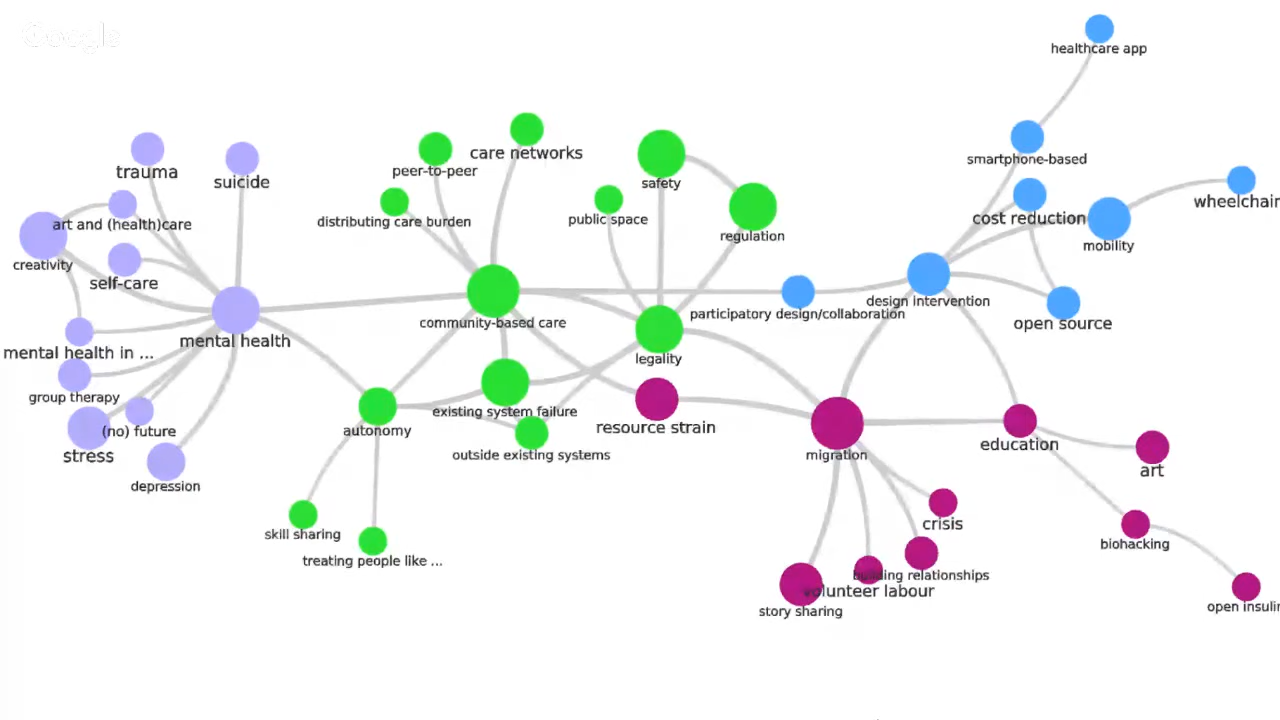 Google
healthcare app
care networks
smartphone-based
peer-to-peer
trauma
suicide
safety
wheelchair
distributing care burden
public space
cost reduction
art and (health)care
regulation
mobility
creativity
self-care
design intervention
participatory design/collaboration
community-based care
open source
mental health
mental health in ...
legality
group therapy
existing system failure
resource strain
(no) future
autonomy
education
stress
outside existing systems
migration
art
depression
crisis
skill sharing
biohacking
treating people like ...
building relationships
volunteer labour
story sharing
open insulin